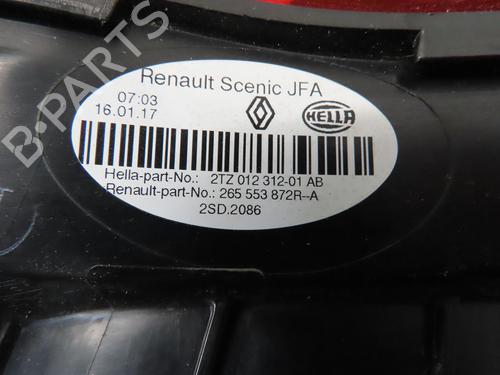 Renault Scenic JFA
07:03
16.01.17
HELLA
Hella-part-No.: 2TZ 012 312-01 AB
Renault-part-No.: 265 553 872R--A
2SD.2086
B-PARTS